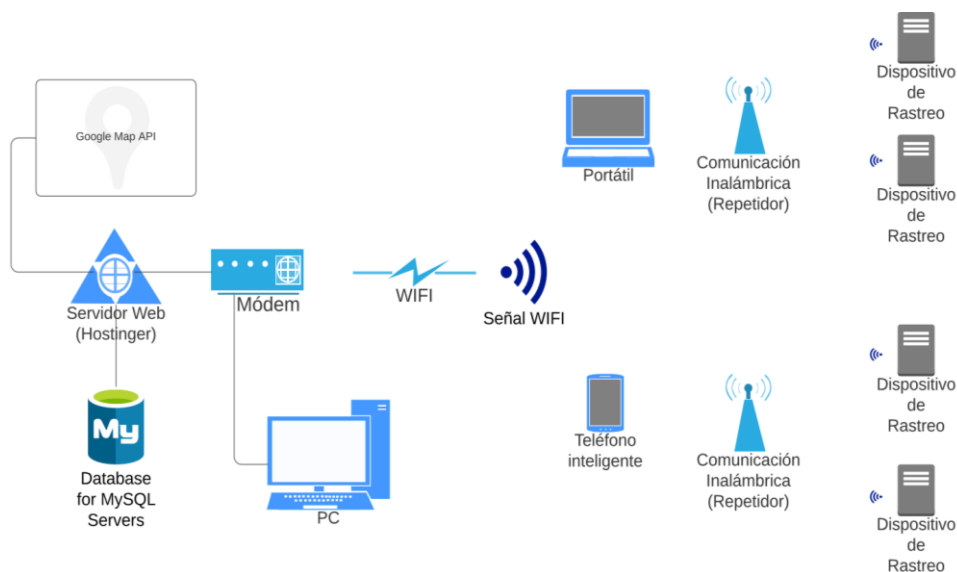 Google Map API
Servidor Web
(Hostinger)
My
Database
for MySQL
Servers
Módem
PC
WIFI
Señal WIFI
Portátil
Teléfono
inteligente
Comunicación
Inalámbrica
(Repetidor)
Comunicación
Inalámbrica
(Repetidor)
Dispositivo
de
Rastreo
Dispositivo
de
Rastreo
Dispositivo
de
Rastreo
Dispositivo
de
Rastreo